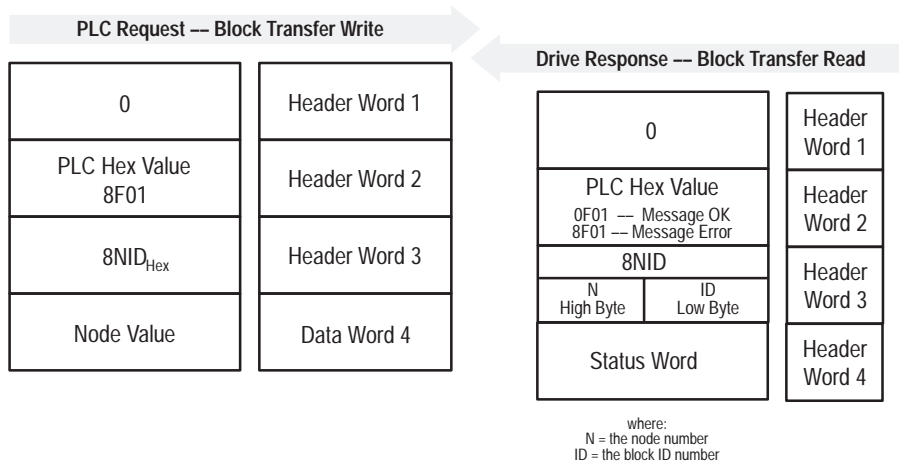 PLC Request –– Block Transfer Write
0
Header Word 1
PLC Hex Value
8F01
Header Word 2
8NIDHex
Header Word 3
Node Value
Data Word 4
Drive Response –– Block Transfer Read
0
Header
Word 1
PLC Hex Value
0F01 –– Message OK
8F01 –– Message Error
Header
Word 2
8NID
N
High Byte
ID
Low Byte
Header
Word 3
Status Word
Header
Word 4
where:
N = the node number
ID = the block ID number